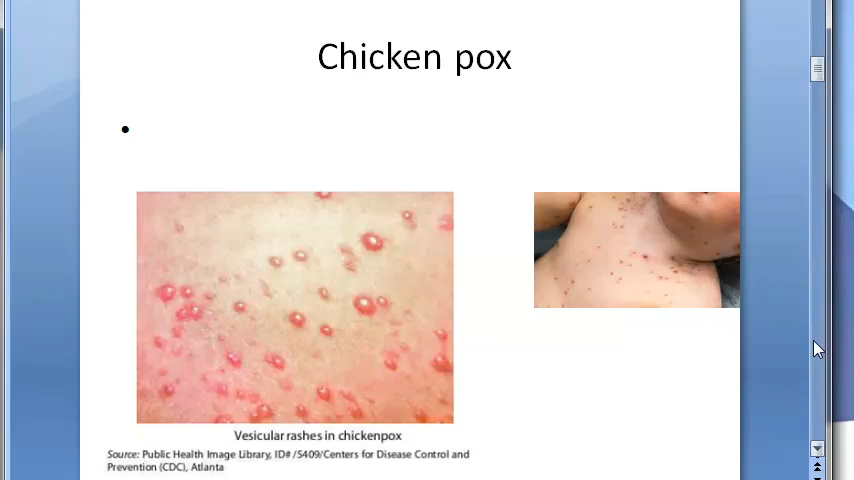 Chicken pox
Vesicular rashes in chickenpox
Source: Public Health Image Library, ID# /5409/Centers for Disease Control and
Prevention (CDC), Atlanta